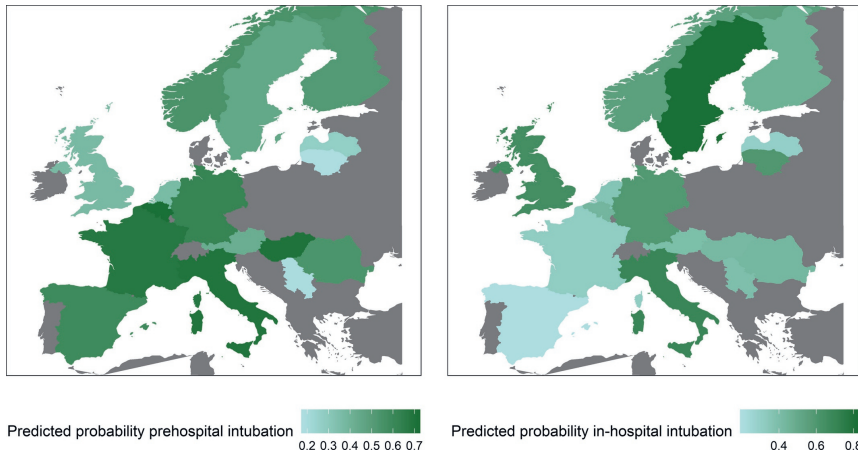 Predicted probability prehospital intubation
0.2 0.3 0.4 0.5 0.6 0.7
Predicted probability in-hospital intubation
0.4 0.6 0.8